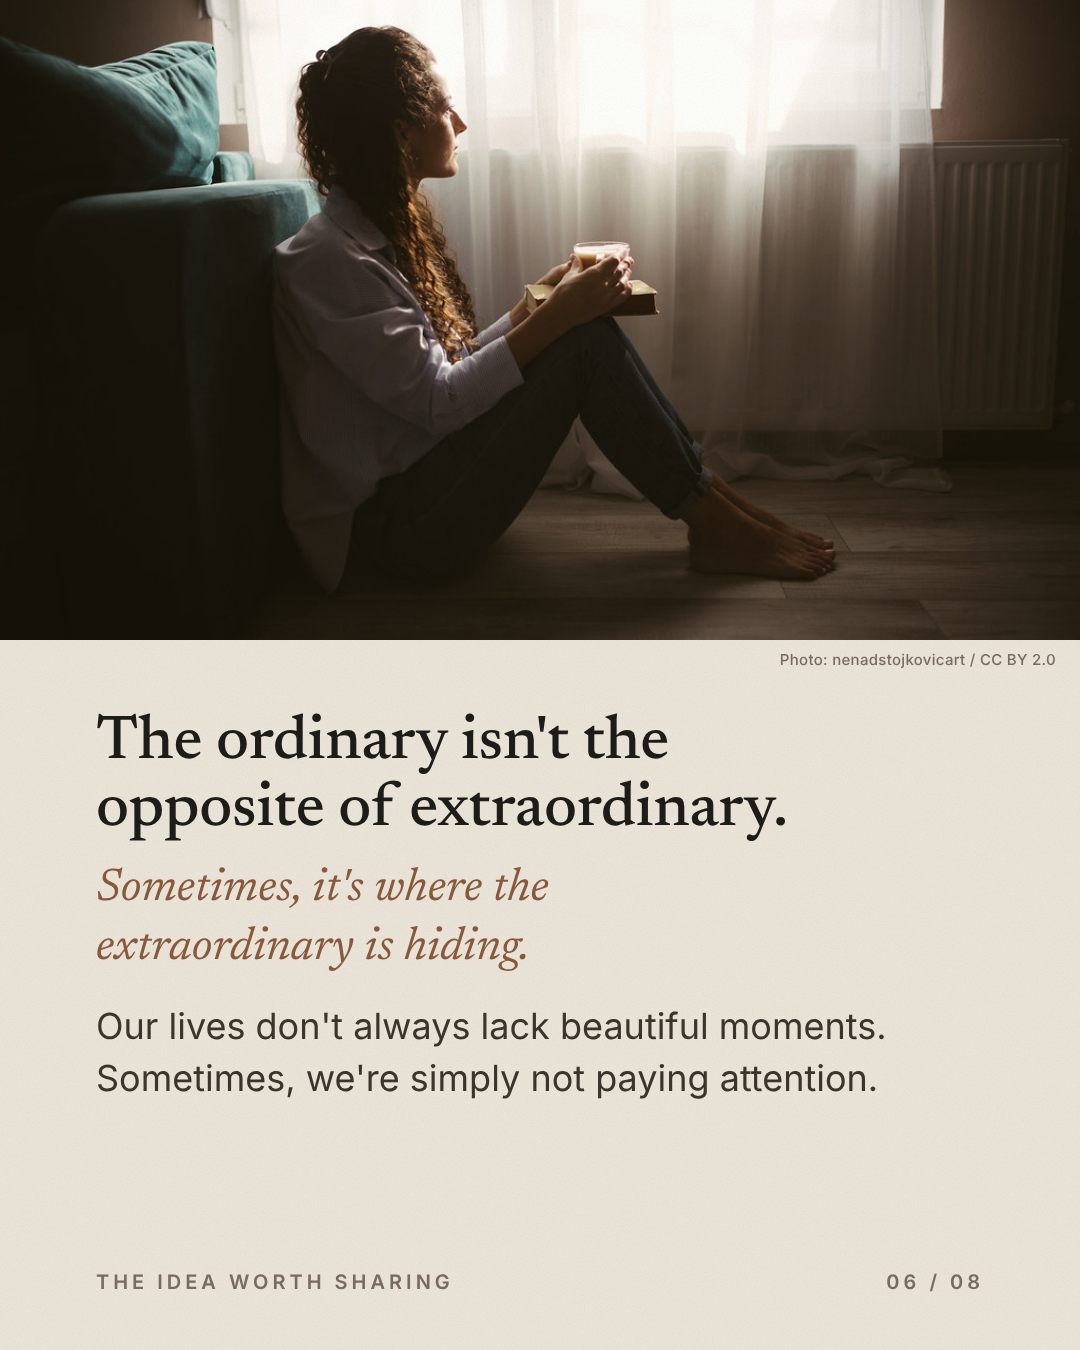 Photo: nenadstojkovicart / CC BY 2.0
The ordinary isn't the
opposite of extraordinary.
Sometimes, it's where the
extraordinary is hiding.
Our lives don't always lack beautiful moments.
Sometimes, we're simply not paying attention.
THE IDEA WORTH SHARING
06 / 08